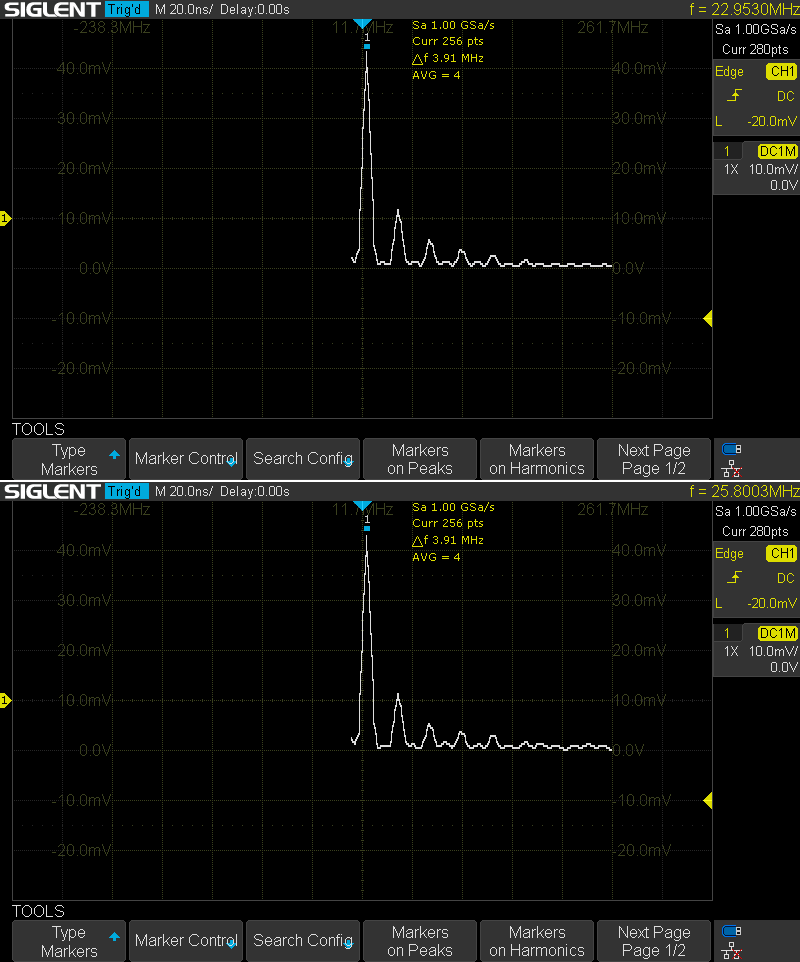 SIGLENT Trig'd M 20.0ns/ Delay:0.00s f = 22.9530MHz
-238.3MHz 11.7MHz 261.7MHz
Sa 1.00 GSa/s
Curr 256 pts
△f 3.91 MHz
AVG = 4
1
40.0mV 40.0mV
30.0mV 30.0mV
20.0mV 20.0mV
1 10.0mV 10.0mV
0.0V 0.0V
-10.0mV -10.0mV
-20.0mV -20.0mV
Sa 1.00GSa/s
Curr 280pts
Edge CH1
DC
L -20.0mV
1 DC1M
1X 10.0mV/
0.0V
TOOLS
Type
Markers
Marker Control
Search Config
Markers
on Peaks
Markers
on Harmonics
Next Page
Page 1/2
SIGLENT Trig'd M 20.0ns/ Delay:0.00s f = 25.8003MHz
-238.3MHz 11.7MHz 261.7MHz
Sa 1.00 GSa/s
Curr 256 pts
△f 3.91 MHz
AVG = 4
1
40.0mV 40.0mV
30.0mV 30.0mV
20.0mV 20.0mV
1 10.0mV 10.0mV
0.0V 0.0V
-10.0mV -10.0mV
-20.0mV -20.0mV
Sa 1.00GSa/s
Curr 280pts
Edge CH1
DC
L -20.0mV
1 DC1M
1X 10.0mV/
0.0V
TOOLS
Type
Markers
Marker Control
Search Config
Markers
on Peaks
Markers
on Harmonics
Next Page
Page 1/2